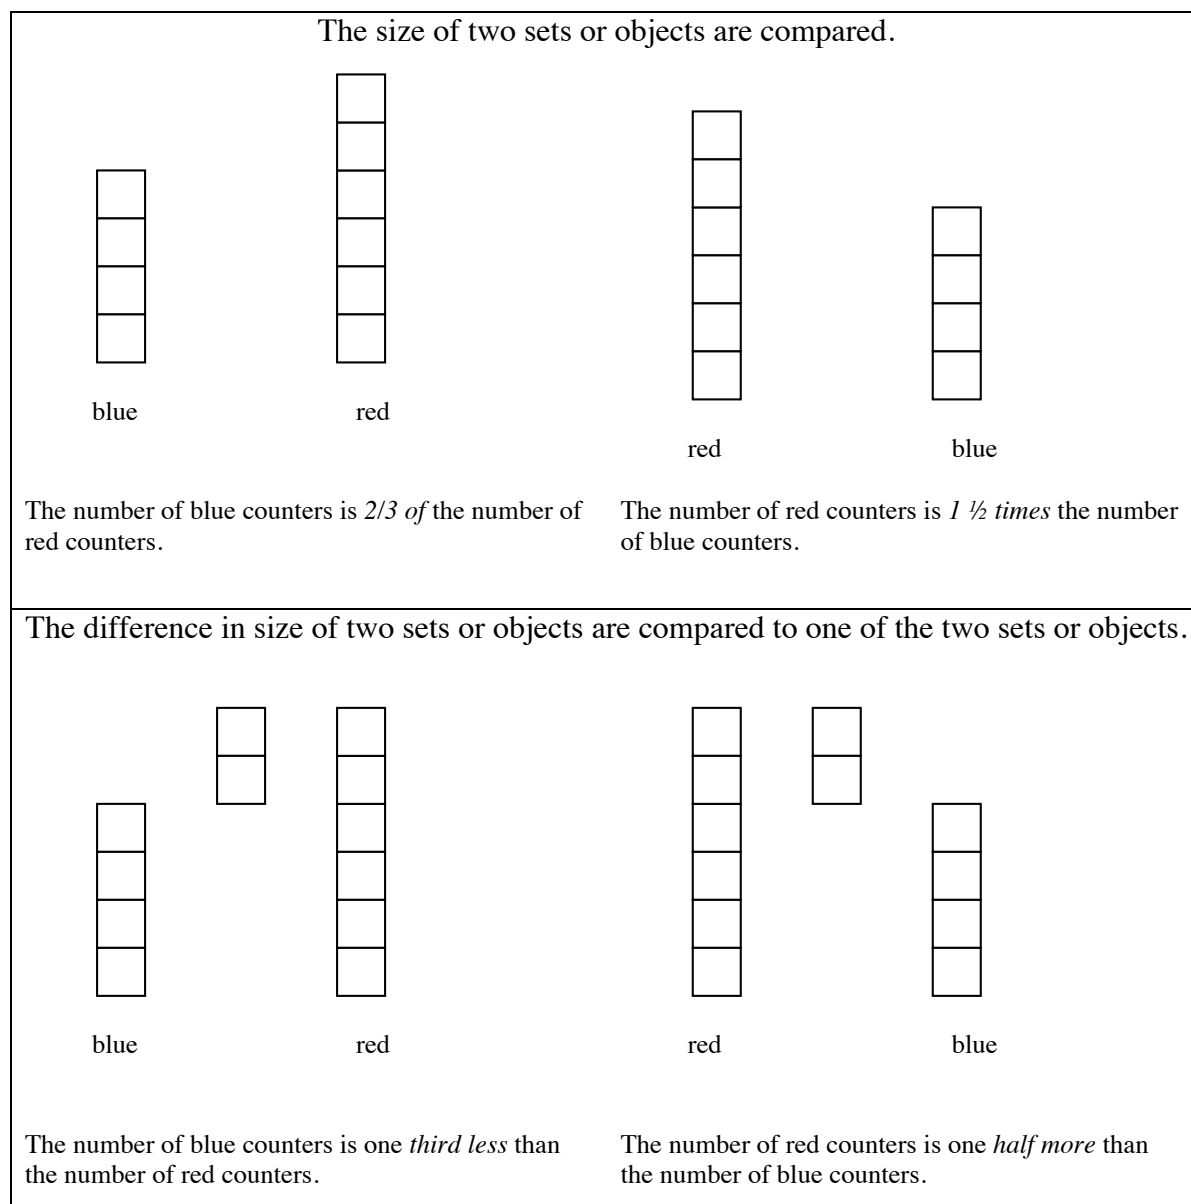 The size of two sets or objects are compared.
blue
red
red
blue
The number of blue counters is 2/3 of the number of
red counters.
The number of red counters is 1 ½ times the number
of blue counters.
The difference in size of two sets or objects are compared to one of the two sets or objects.
blue
red
red
blue
The number of blue counters is one third less than
the number of red counters.
The number of red counters is one half more than
the number of blue counters.